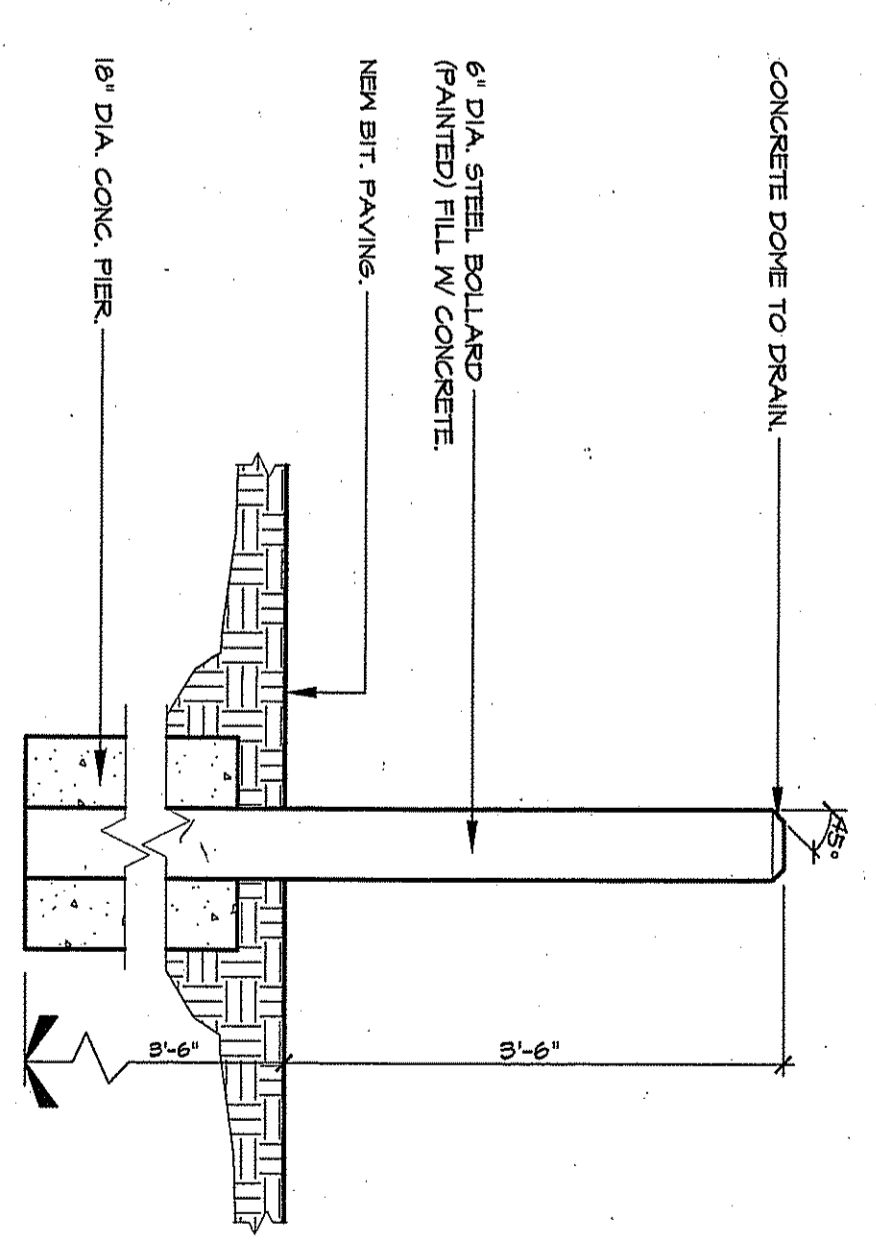 CONCRETE DOME TO DRAIN.
45°
6" DIA. STEEL BOLLARD
(PAINTED) FILL W/ CONCRETE.
3'-6"
NEW BIT. PAVING.
3'-6"
18" DIA. CONC. PIER.